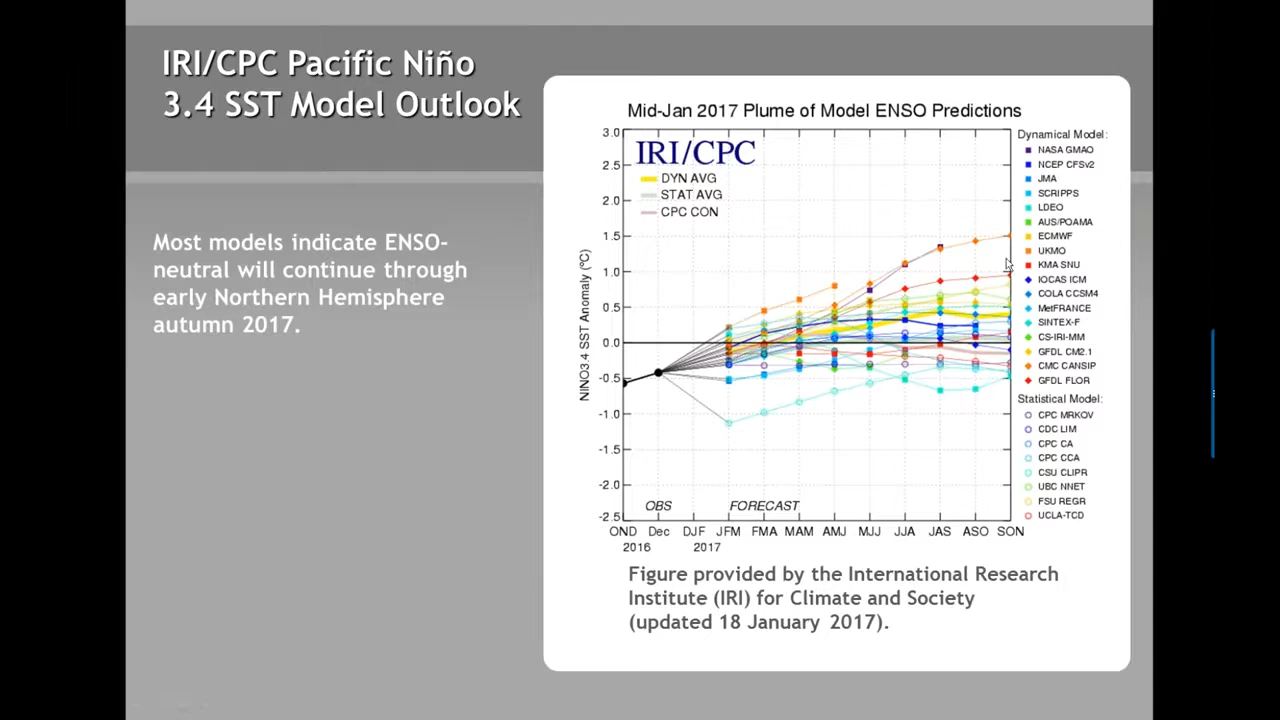 IRI/CPC Pacific Niño
3.4 SST Model Outlook
Most models indicate ENSO-
neutral will continue through
early Northern Hemisphere
autumn 2017.
Mid-Jan 2017 Plume of Model ENSO Predictions
IRI/CPC
DYN AVG
STAT AVG
CPC CON
NINO3.4 SST Anomaly (°C)
3.0
2.5
2.0
1.5
1.0
0.5
0.0
-0.5
-1.0
-1.5
-2.0
-2.5
OBS FORECAST
OND Dec DJF JFM FMA MAM AMJ MJJ JJA JAS ASO SON
2016 2017
Dynamical Model:
NASA GMAO
NCEP CFSv2
JMA
SCRIPPS
LDEO
AUS/POAMA
ECMWF
UKMO
KMA SNU
IOCAS ICM
COLA CCSM4
MetFRANCE
SINTEX-F
CS-IRI-MM
GFDL CM2.1
CMC CANSIP
GFDL FLOR
Statistical Model:
CPC MRKOV
CDC LIM
CPC CA
CPC CCA
CSU CLIPR
UBC NNET
FSU REGR
UCLA-TCD
Figure provided by the International Research
Institute (IRI) for Climate and Society
(updated 18 January 2017).